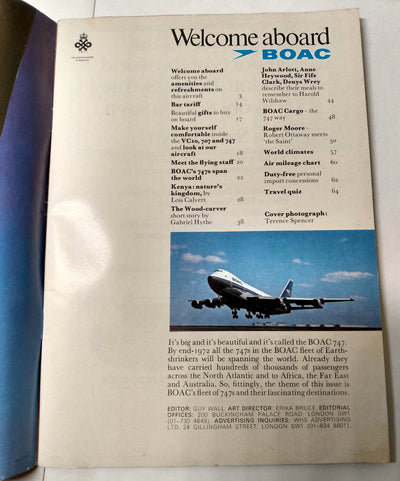 Welcome aboard
BOAC
Welcome aboard
offers you the
amenities and
refreshments on
this aircraft 3
Bar tariff 14
Beautiful gifts to buy
on board 17
Make yourself
comfortable inside
the VC10, 707 and 747
and look at our
aircraft 18
Meet the flying staff 20
BOAC's 747s span
the world 22
Kenya: nature's
kingdom, by
Lois Calvert 28
The Wood-carver
short story by
Gabriel Hythe 38
John Arlott, Anne
Heywood, Sir Fife
Clark, Denys Wrey
describe their meals to
remember to Harold
Wilshaw 44
BOAC Cargo – the
747 way 48
Roger Moore –
Robert Ottaway meets
'the Saint' 50
World climates 57
Air mileage chart 60
Duty-free personal
import concessions 62
Travel quiz 64
Cover photograph:
Terence Spencer
It's big and it's beautiful and it's called the BOAC 747.
By end-1972 all the 747s in the BOAC fleet of Earth-
shrinkers will be spanning the world. Already they
have carried hundreds of thousands of passengers
across the North Atlantic and to Africa, the Far East
and Australia. So, fittingly, the theme of this issue is
BOAC's fleet of 747s and their fascinating destinations.
EDITOR: GUY WALL. ART DIRECTOR: ERIKA BRUCE. EDITORIAL
OFFICES: 200 BUCKINGHAM PALACE ROAD, LONDON SW1
(01–730 4649). ADVERTISING INQUIRIES: WHS ADVERTISING
LTD, 24 GILLINGHAM STREET, LONDON SW1 (01–834 9801).